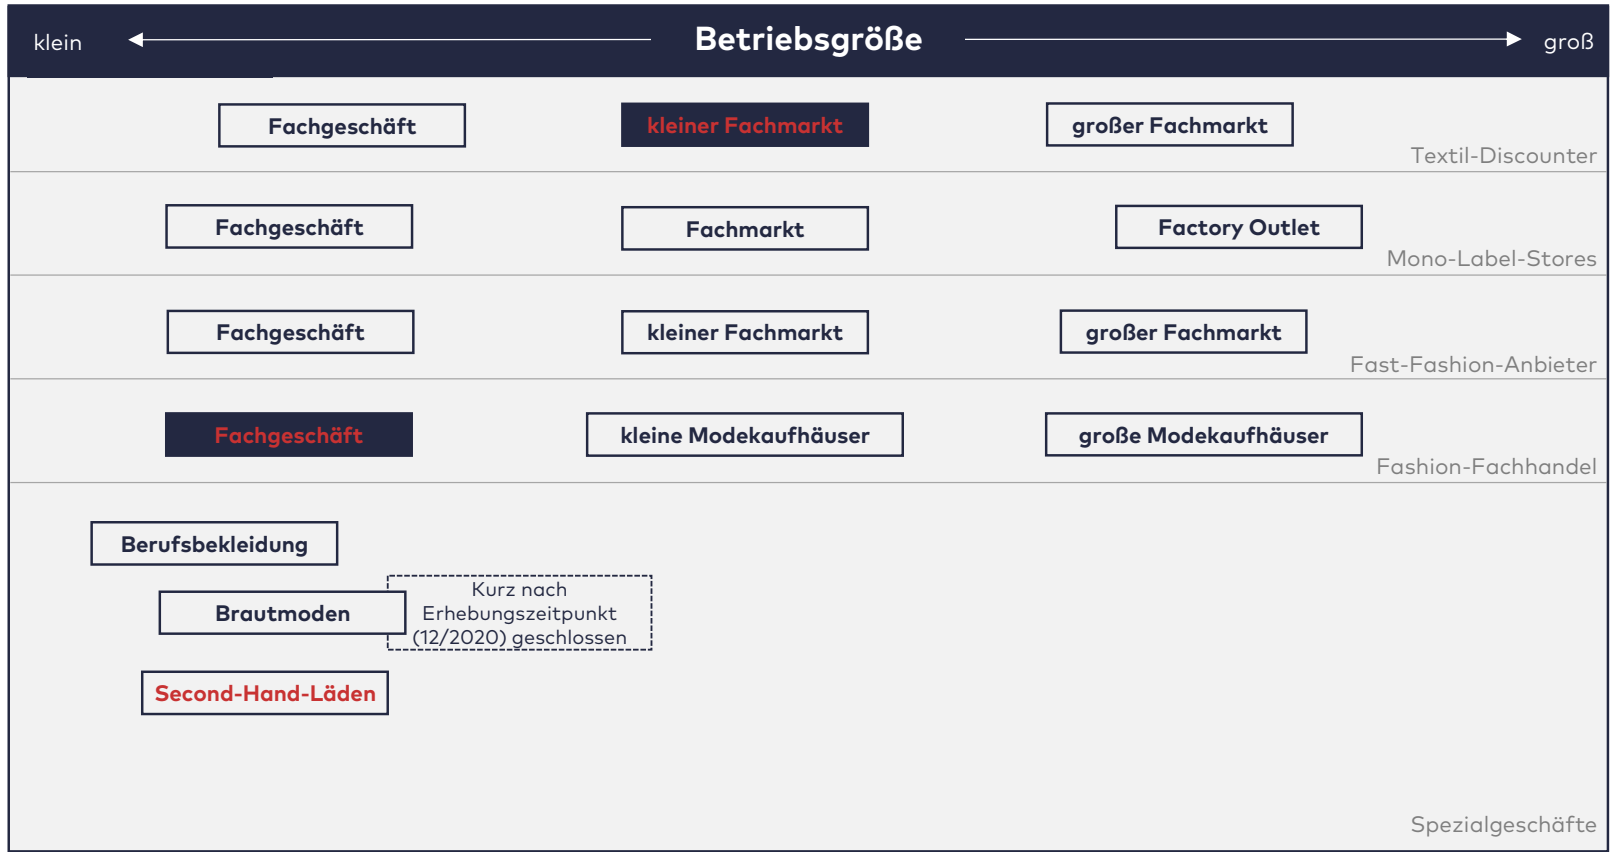 klein
Betriebsgröße
groß
Fachgeschäft
kleiner Fachmarkt
großer Fachmarkt
Textil-Discounter
Fachgeschäft
Fachmarkt
Factory Outlet
Mono-Label-Stores
Fachgeschäft
kleiner Fachmarkt
großer Fachmarkt
Fast-Fashion-Anbieter
Fachgeschäft
kleine Modekaufhäuser
große Modekaufhäuser
Fashion-Fachhandel
Berufsbekleidung
Brautmoden
Kurz nach
Erhebungszeitpunkt
(12/2020) geschlossen
Second-Hand-Läden
Spezialgeschäfte